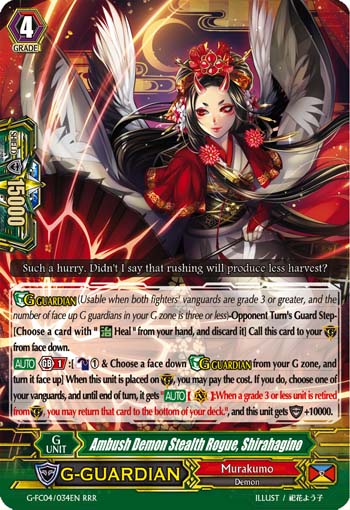 4
GRADE
SHIELD
15000
Such a hurry. Didn't I say that rushing will produce less harvest?
G GUARDIAN (Usable when both fighters' vanguards are grade 3 or greater, and the
number of face up G guardians in your G zone is three or less)-Opponent Turn's Guard Step-
[Choose a card with " Heal " from your hand, and discard it] Call this card to your
from face down.
AUTO GB 1 :[ 1 & Choose a face down G GUARDIAN from your G zone, and
turn it face up] When this unit is placed on , you may pay the cost. If you do, choose one of
your vanguards, and until end of turn, it gets " AUTO [ ]:When a grade 3 or less unit is retired
from , you may return that card to the bottom of your deck.", and this unit gets +10000.
G
UNIT
Ambush Demon Stealth Rogue, Shirahagino
G-GUARDIAN
Murakumo
Demon
G-FC04/034EN RRR
ILLUST / 祀花よう子